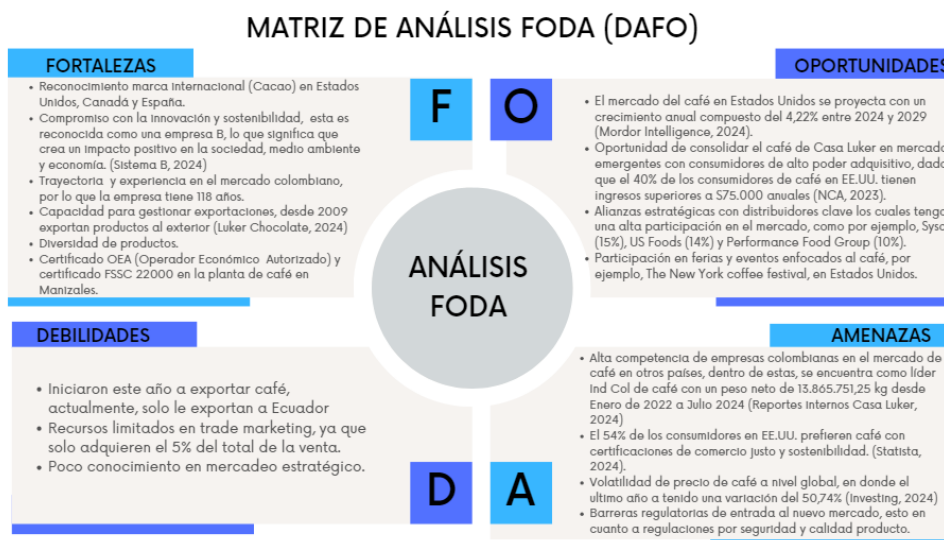 MATRIZ DE ANÁLISIS FODA (DAFO)
FORTALEZAS
• Reconocimiento marca internacional (Cacao) en Estados
Unidos, Canadá y España.
• Compromiso con la innovación y sostenibilidad, esta es
reconocida como una empresa B, lo que significa que
crea un impacto positivo en la sociedad, medio ambiente
y economía. (Sistema B, 2024)
• Trayectoria y experiencia en el mercado colombiano,
por lo que la empresa tiene 118 años.
• Capacidad para gestionar exportaciones, desde 2009
exportan productos al exterior (Luker Chocolate, 2024)
• Diversidad de productos.
• Certificado OEA (Operador Económico Autorizado) y
certificado FSSC 22000 en la planta de café en
Manizales.
F
O
OPORTUNIDADES
• El mercado del café en Estados Unidos se proyecta con un
crecimiento anual compuesto del 4,22% entre 2024 y 2029
(Mordor Intelligence, 2024).
• Oportunidad de consolidar el café de Casa Luker en mercado
emergentes con consumidores de alto poder adquisitivo, dado
que el 40% de los consumidores de café en EE.UU. tienen
ingresos superiores a $75.000 anuales (NCA, 2023).
• Alianzas estratégicas con distribuidores clave los cuales teng
una alta participación en el mercado, como por ejemplo, Sysc
(15%), US Foods (14%) y Performance Food Group (10%).
• Participación en ferias y eventos enfocados al café, por
ejemplo, The New York coffee festival, en Estados Unidos.
ANÁLISIS
FODA
DEBILIDADES
• Iniciaron este año a exportar café,
actualmente, solo le exportan a Ecuador
• Recursos limitados en trade marketing, ya que
solo adquieren el 5% del total de la venta.
• Poco conocimiento en mercadeo estratégico.
D
A
AMENAZAS
• Alta competencia de empresas colombianas en el mercado de
café en otros países, dentro de estas, se encuentra como líder
Ind Col de café con un peso neto de 13.865.751,25 kg desde
Enero de 2022 a Julio 2024 (Reportes internos Casa Luker,
2024)
• El 54% de los consumidores en EE.UU. prefieren café con
certificaciones de comercio justo y sostenibilidad. (Statista,
2024).
• Volatilidad de precio de café a nivel global, en donde el
ultimo año a tenido una variación del 50,74% (Investing, 2024)
• Barreras regulatorias de entrada al nuevo mercado, esto en
cuanto a regulaciones por seguridad y calidad producto.